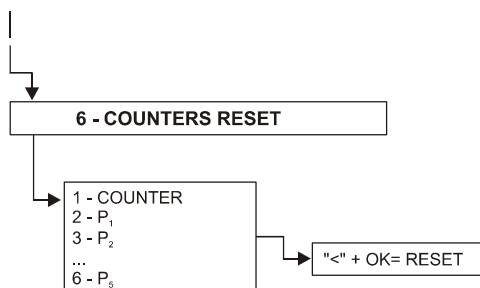 6 - COUNTERS RESET
1 - COUNTER
2 - P₁
3 - P₂
...
6 - P₅
"<" + OK= RESET